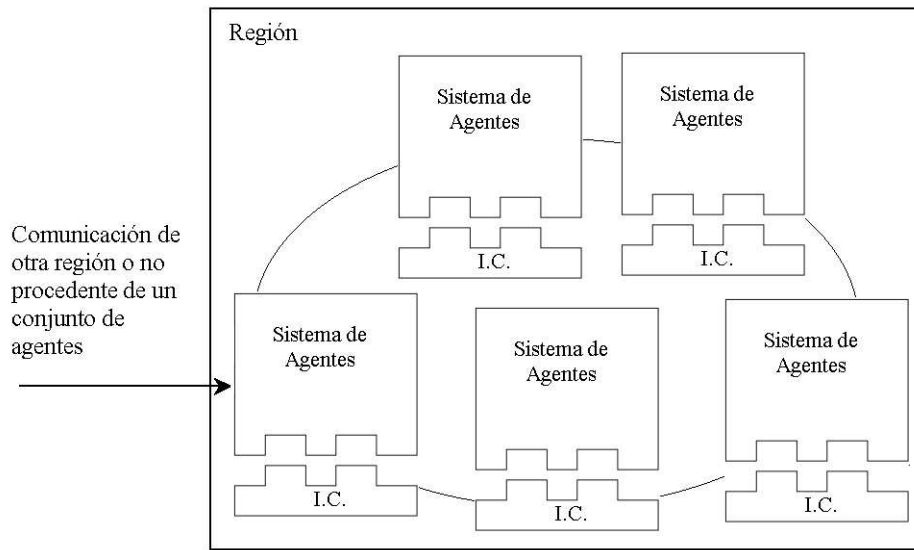 Región
Sistema de
Agentes
I.C.
Sistema de
Agentes
I.C.
Comunicación de
otra región o no
procedente de un
conjunto de
agentes
Sistema de
Agentes
I.C.
Sistema de
Agentes
I.C.
Sistema de
Agentes
I.C.